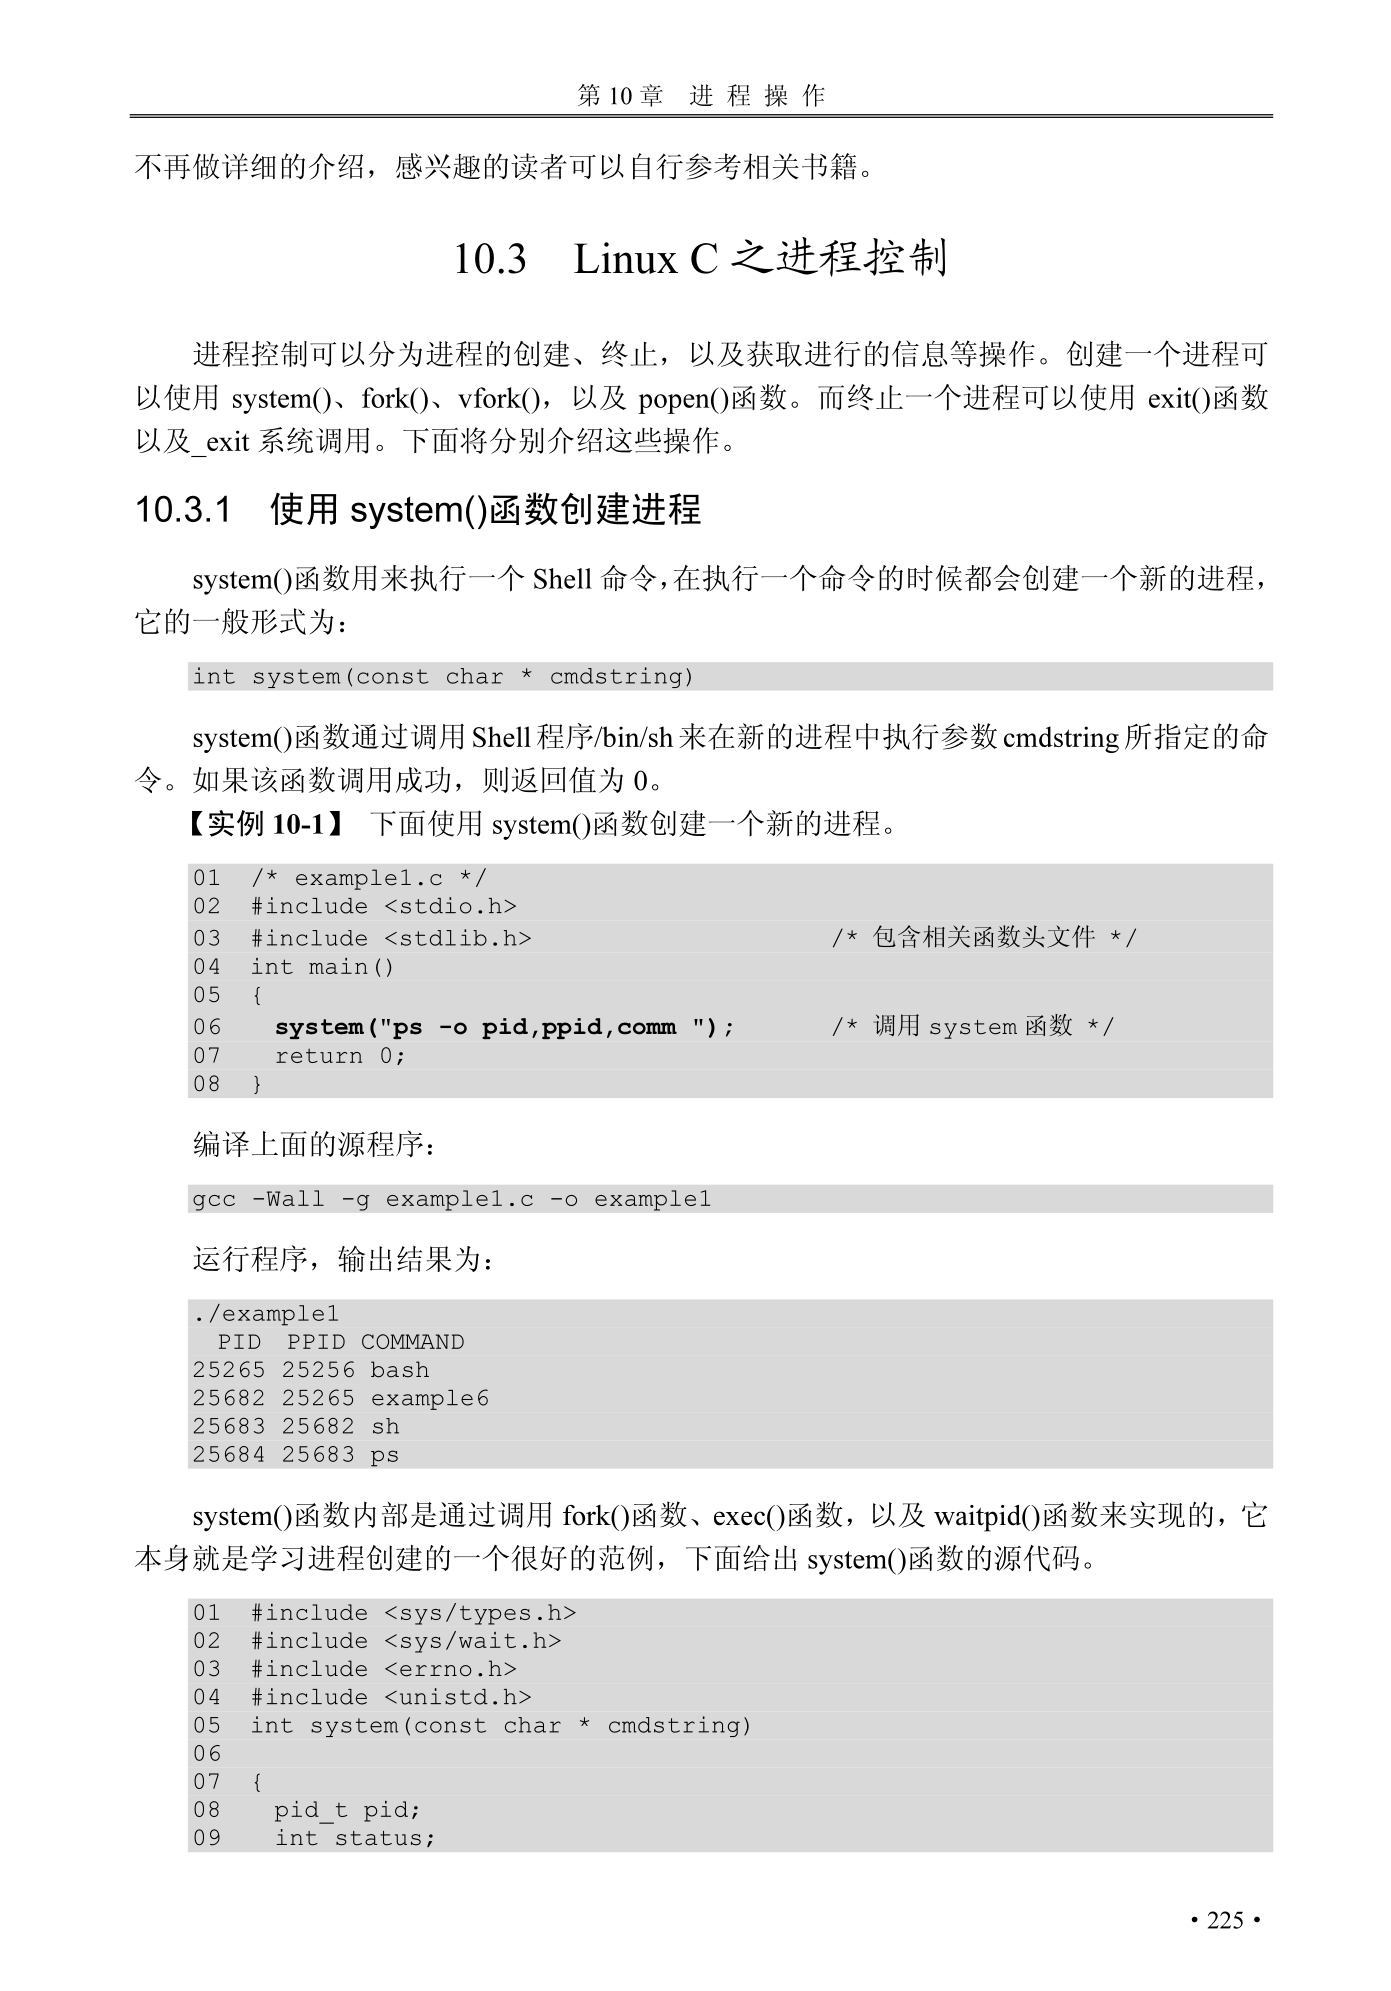 第 10 章　进 程 操 作
不再做详细的介绍，感兴趣的读者可以自行参考相关书籍。
10.3　Linux C 之进程控制
进程控制可以分为进程的创建、终止，以及获取进行的信息等操作。创建一个进程可
以使用 system()、fork()、vfork()，以及 popen()函数。而终止一个进程可以使用 exit()函数
以及_exit 系统调用。下面将分别介绍这些操作。
10.3.1　使用 system()函数创建进程
system()函数用来执行一个 Shell 命令，在执行一个命令的时候都会创建一个新的进程，
它的一般形式为：
int system(const char * cmdstring)
system()函数通过调用 Shell 程序/bin/sh 来在新的进程中执行参数 cmdstring 所指定的命
令。如果该函数调用成功，则返回值为 0。
【实例 10-1】 下面使用 system()函数创建一个新的进程。
01  /* example1.c */
02  #include <stdio.h>
03  #include <stdlib.h>                    /* 包含相关函数头文件 */
04  int main()
05  {
06    system("ps -o pid,ppid,comm ");      /* 调用 system 函数 */
07    return 0;
08  }
编译上面的源程序：
gcc -Wall -g example1.c -o example1
运行程序，输出结果为：
./example1
  PID  PPID COMMAND
25265 25256 bash
25682 25265 example6
25683 25682 sh
25684 25683 ps
system()函数内部是通过调用 fork()函数、exec()函数，以及 waitpid()函数来实现的，它
本身就是学习进程创建的一个很好的范例，下面给出 system()函数的源代码。
01  #include <sys/types.h>
02  #include <sys/wait.h>
03  #include <errno.h>
04  #include <unistd.h>
05  int system(const char * cmdstring)
06
07  {
08    pid_t pid;
09    int status;
• 225 •